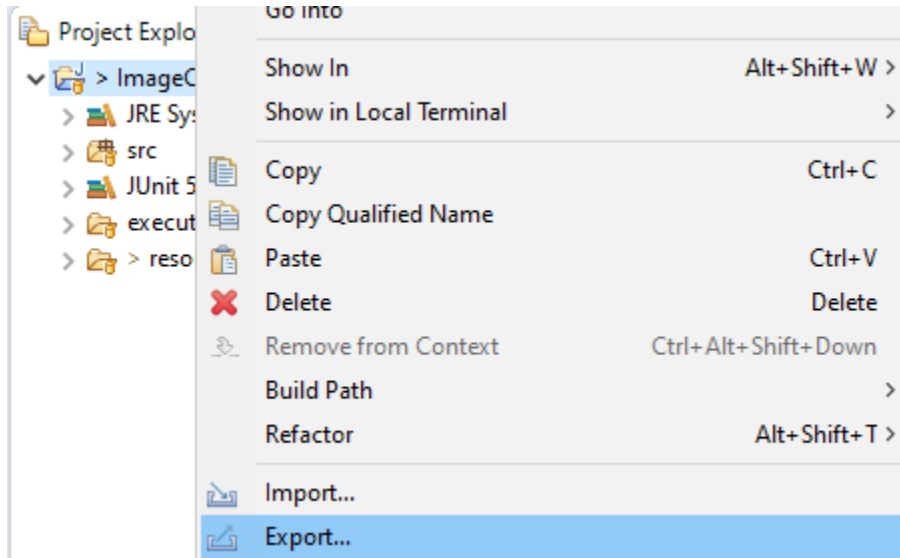 Go Into
Project Explo
> ImageC
Show In Alt+Shift+W >
JRE Sys
Show in Local Terminal >
src
Copy Ctrl+C
JUnit 5
Copy Qualified Name
execut
Paste Ctrl+V
> reso
Delete Delete
Remove from Context Ctrl+Alt+Shift+Down
Build Path >
Refactor Alt+Shift+T >
Import...
Export...